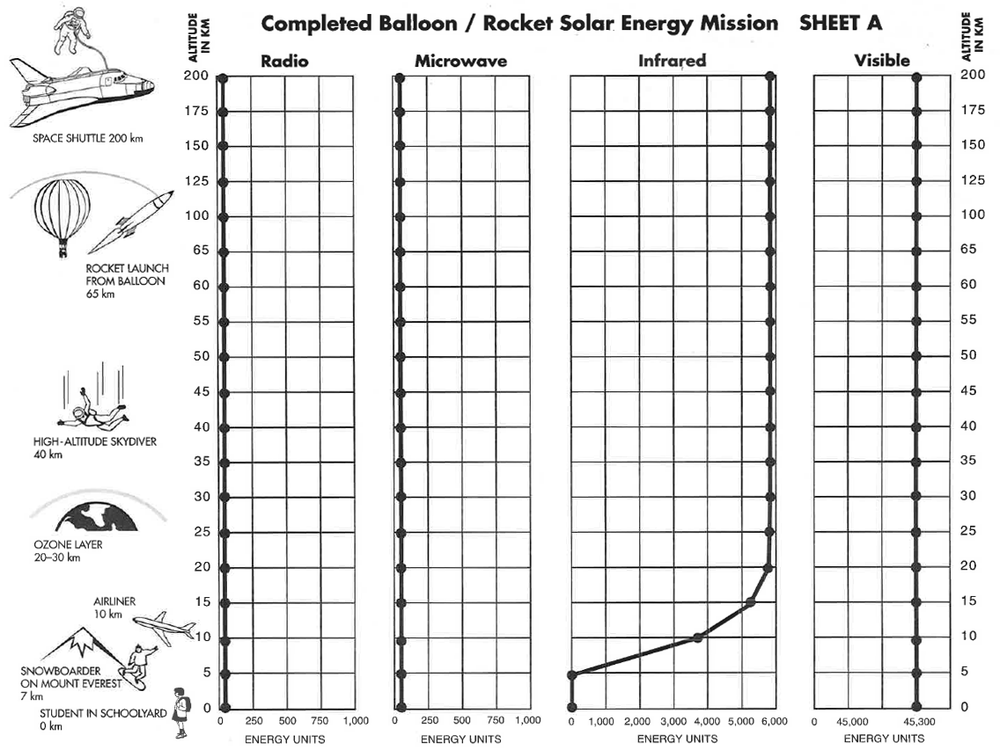 Completed Balloon / Rocket Solar Energy Mission SHEET A
ALTITUDE
IN KM
ALTITUDE
IN KM
Radio
Microwave
Infrared
Visible
200
175
150
125
100
65
60
55
50
45
40
35
30
25
20
15
10
5
0
SPACE SHUTTLE 200 km
ROCKET LAUNCH
FROM BALLOON
65 km
HIGH-ALTITUDE SKYDIVER
40 km
OZONE LAYER
20–30 km
AIRLINER
10 km
SNOWBOARDER
ON MOUNT EVEREST
7 km
STUDENT IN SCHOOLYARD
0 km
0 250 500 750 1,000
ENERGY UNITS
0 250 500 750 1,000
ENERGY UNITS
0 1,000 2,000 3,000 4,000 5,000 6,000
ENERGY UNITS
0 45,000 45,300
ENERGY UNITS
200
175
150
125
100
65
60
55
50
45
40
35
30
25
20
15
10
5
0